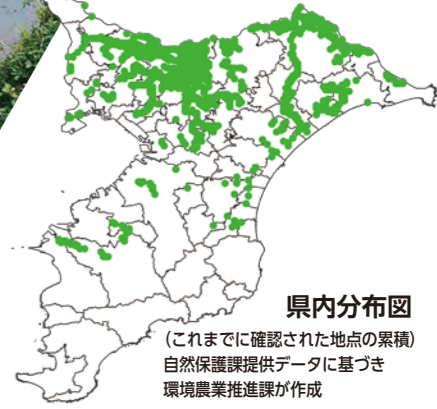 県内分布図
(これまでに確認された地点の累積)
自然保護課提供データに基づき
環境農業推進課が作成